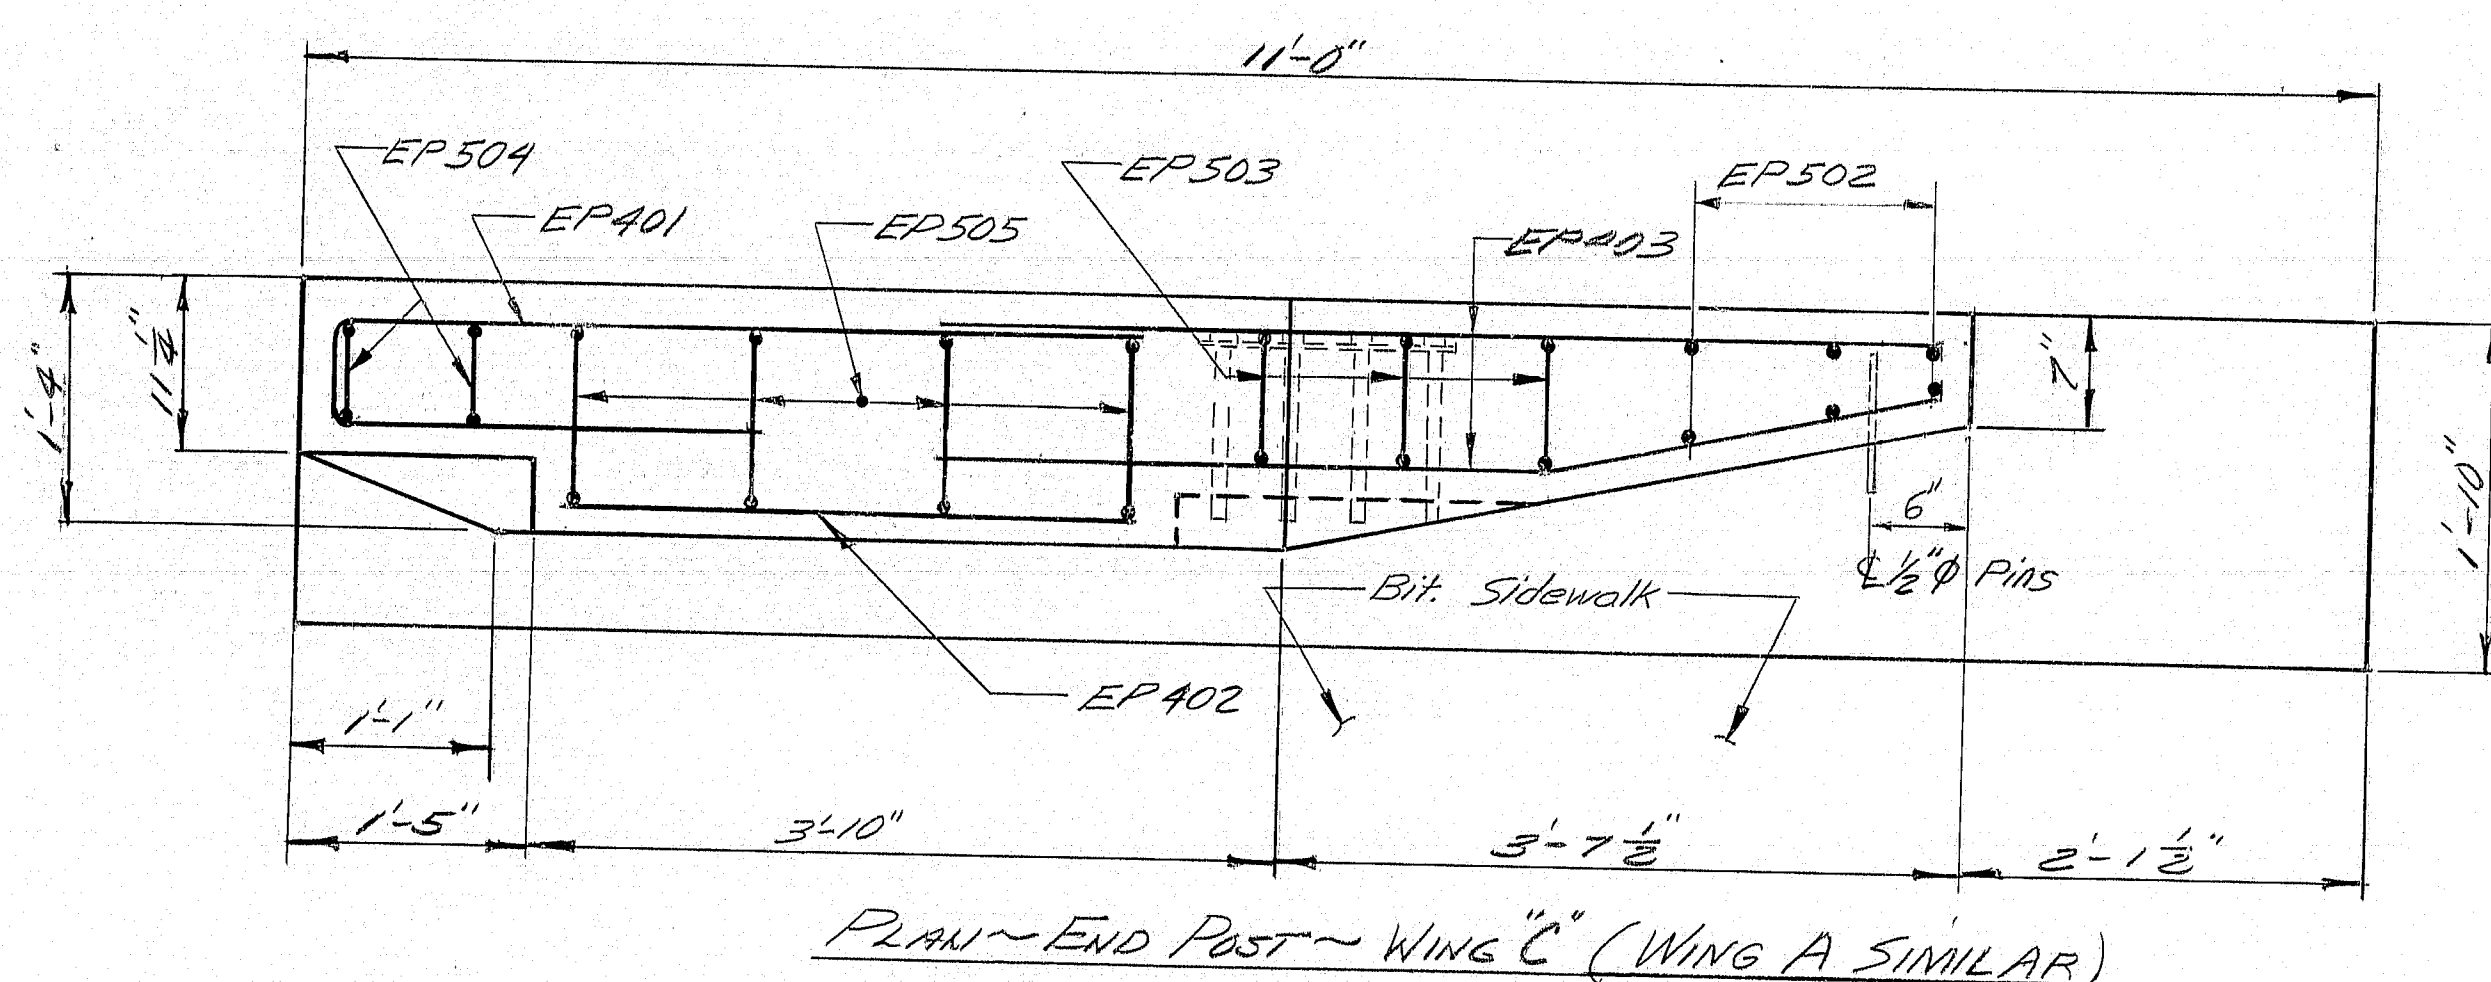 11'-0"
EP504
EP503
EP502
EP401
EP505
EP403
1'-4"
11 1/4"
7"
1'-10"
6"
℄ 1/2"φ Pins
Bit. Sidewalk
EP402
1'-1"
1'-5"
3'-10"
3'-7 1/2"
2'-1 1/2"
PLAN~END POST~WING "C" (WING A SIMILAR)